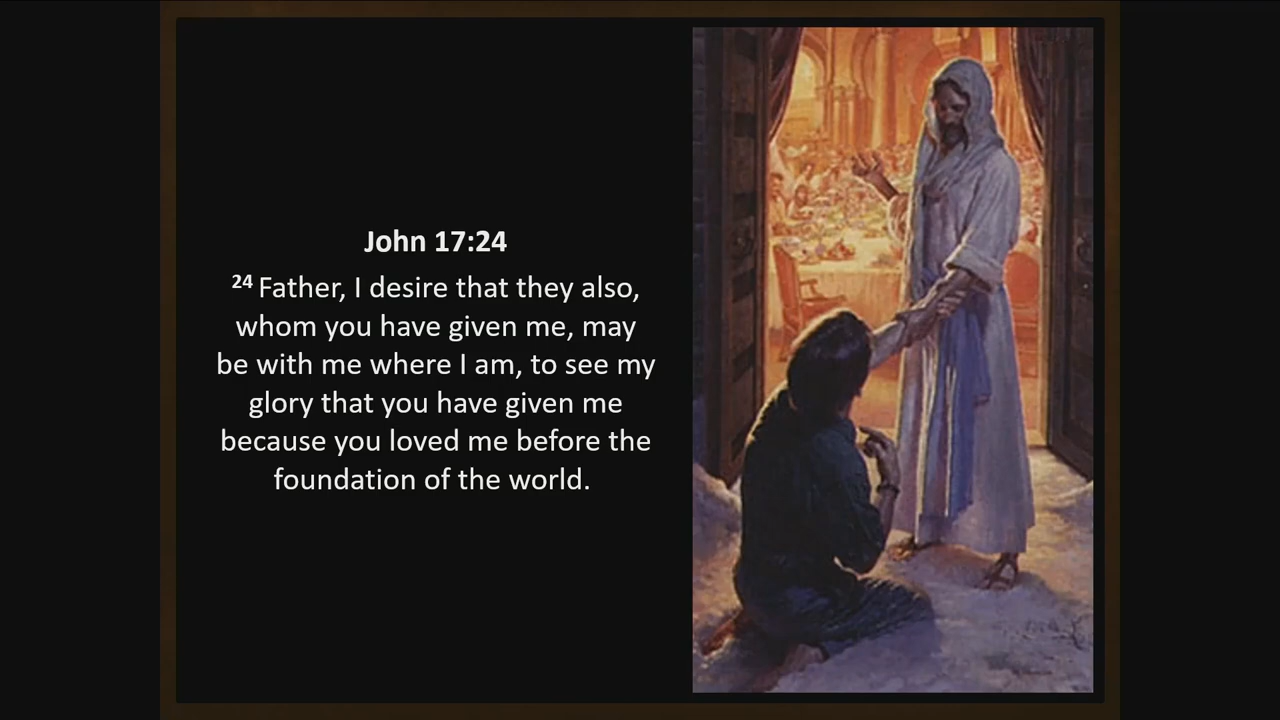 John 17:24
24 Father, I desire that they also,
whom you have given me, may
be with me where I am, to see my
glory that you have given me
because you loved me before the
foundation of the world.